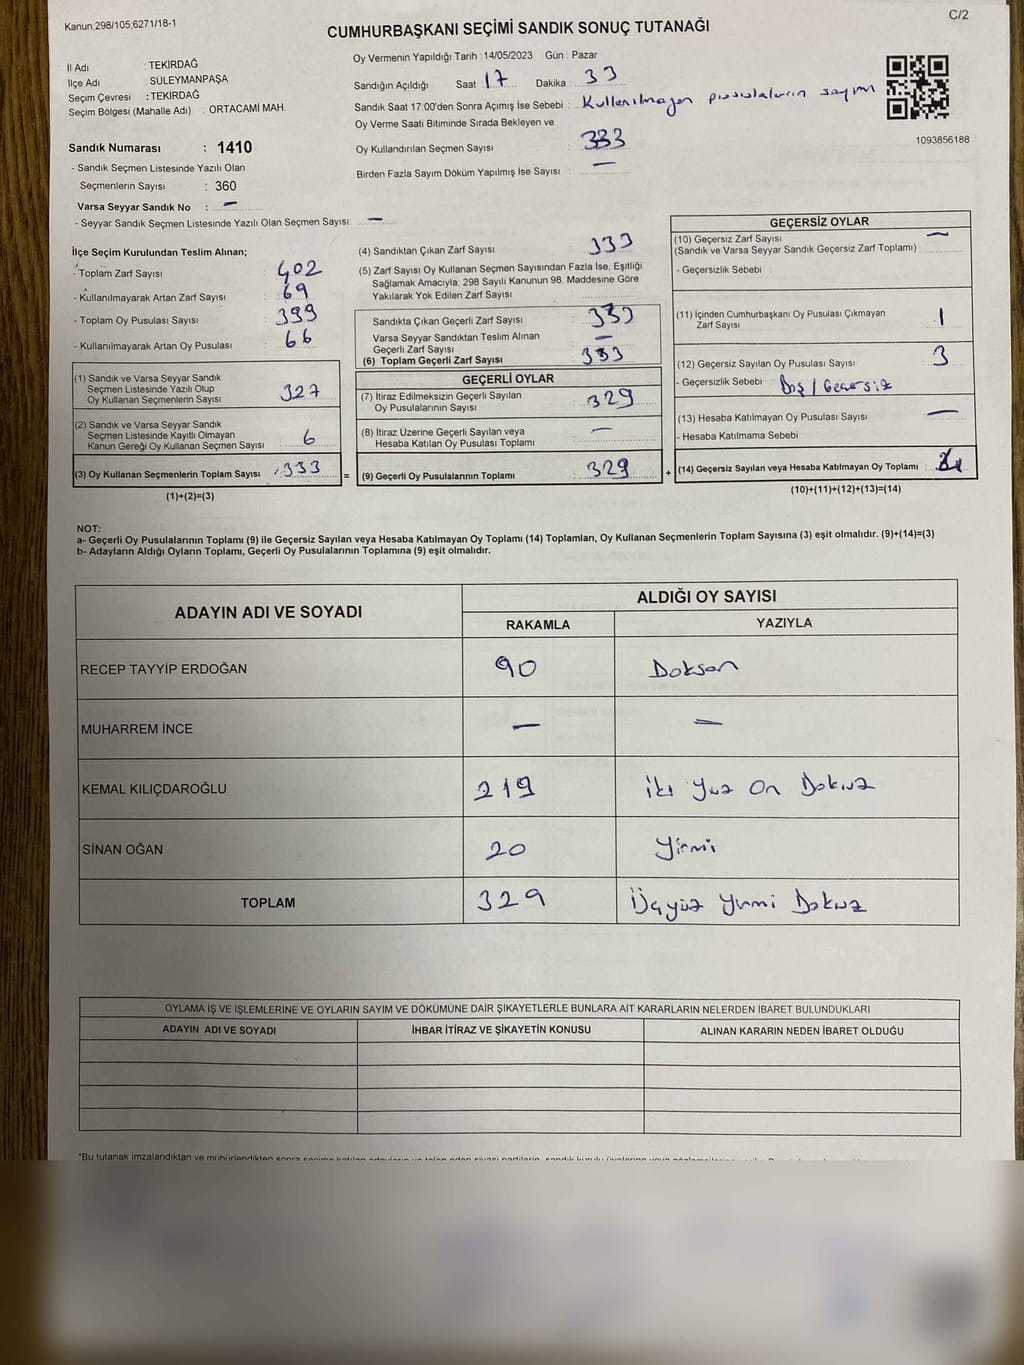 Kanun,298/105,6271/18-1
C/2
CUMHURBAŞKANI SEÇİMİ SANDIK SONUÇ TUTANAĞI
İl Adı : TEKİRDAĞ
İlçe Adı : SÜLEYMANPAŞA
Seçim Çevresi : TEKİRDAĞ
Seçim Bölgesi (Mahalle Adı) : ORTACAMİ MAH.
Oy Vermenin Yapıldığı Tarih : 14/05/2023 Gün : Pazar
Sandığın Açıldığı Saat 17 Dakika : 33
Sandık Saat 17:00'den Sonra Açımış İse Sebebi : Kullanılmayan pusulaların sayım
Oy Verme Saati Bitiminde Sırada Bekleyen ve
Oy Kullandırılan Seçmen Sayısı : 333
Birden Fazla Sayım Döküm Yapılmış İse Sayısı : —
1093856188
Sandık Numarası : 1410
- Sandık Seçmen Listesinde Yazılı Olan
Seçmenlerin Sayısı : 360
Varsa Seyyar Sandık No : —
- Seyyar Sandık Seçmen Listesinde Yazılı Olan Seçmen Sayısı: —
İlçe Seçim Kurulundan Teslim Alınan;
- Toplam Zarf Sayısı : 402
- Kullanılmayarak Artan Zarf Sayısı : 69
- Toplam Oy Pusulası Sayısı : 399
- Kullanılmayarak Artan Oy Pusulası : 66
(1) Sandık ve Varsa Seyyar Sandık
Seçmen Listesinde Yazılı Olup
Oy Kullanan Seçmenlerin Sayısı : 327
(2) Sandık ve Varsa Seyyar Sandık
Seçmen Listesinde Kayıtlı Olmayan
Kanun Gereği Oy Kullanan Seçmen Sayısı : 6
(3) Oy Kullanan Seçmenlerin Toplam Sayısı : 333 =
(1)+(2)=(3)
(4) Sandıktan Çıkan Zarf Sayısı 333
(5) Zarf Sayısı Oy Kullanan Seçmen Sayısından Fazla İse, Eşitliği
Sağlamak Amacıyla; 298 Sayılı Kanunun 98. Maddesine Göre
Yakılarak Yok Edilen Zarf Sayısı :
Sandıkta Çıkan Geçerli Zarf Sayısı : 333
Varsa Seyyar Sandıktan Teslim Alınan
Geçerli Zarf Sayısı : —
(6) Toplam Geçerli Zarf Sayısı : 333
GEÇERLİ OYLAR
(7) İtiraz Edilmeksizin Geçerli Sayılan
Oy Pusulalarının Sayısı : 329
(8) İtiraz Üzerine Geçerli Sayılan veya
Hesaba Katılan Oy Pusulası Toplamı : —
(9) Geçerli Oy Pusulalarının Toplamı : 329 +
GEÇERSİZ OYLAR
(10) Geçersiz Zarf Sayısı —
(Sandık ve Varsa Seyyar Sandık Geçersiz Zarf Toplamı) :
- Geçersizlik Sebebi :
(11) İçinden Cumhurbaşkanı Oy Pusulası Çıkmayan
Zarf Sayısı 1
(12) Geçersiz Sayılan Oy Pusulası Sayısı : 3
- Geçersizlik Sebebi : Boş / Geçersiz
(13) Hesaba Katılmayan Oy Pusulası Sayısı : —
- Hesaba Katılmama Sebebi
(14) Geçersiz Sayılan veya Hesaba Katılmayan Oy Toplamı : 4
(10)+(11)+(12)+(13)=(14)
NOT:
a- Geçerli Oy Pusulalarının Toplamı (9) ile Geçersiz Sayılan veya Hesaba Katılmayan Oy Toplamı (14) Toplamları, Oy Kullanan Seçmenlerin Toplam Sayısına (3) eşit olmalıdır. (9)+(14)=(3)
b- Adayların Aldığı Oyların Toplamı, Geçerli Oy Pusulalarının Toplamına (9) eşit olmalıdır.
ADAYIN ADI VE SOYADI
ALDIĞI OY SAYISI
RAKAMLA YAZIYLA
RECEP TAYYİP ERDOĞAN 90 Doksan
MUHARREM İNCE — —
KEMAL KILIÇDAROĞLU 219 İki Yuz On Dokuz
SİNAN OĞAN 20 Yirmi
TOPLAM 329 Üçyüz Yirmi Dokuz
OYLAMA İŞ VE İŞLEMLERİNE VE OYLARIN SAYIM VE DÖKÜMÜNE DAİR ŞİKAYETLERLE BUNLARA AİT KARARLARIN NELERDEN İBARET BULUNDUKLARI
ADAYIN ADI VE SOYADI İHBAR İTİRAZ VE ŞİKAYETİN KONUSU ALINAN KARARIN NEDEN İBARET OLDUĞU
*Bu tutanak imzalandıktan ve mühürlendikten sonra